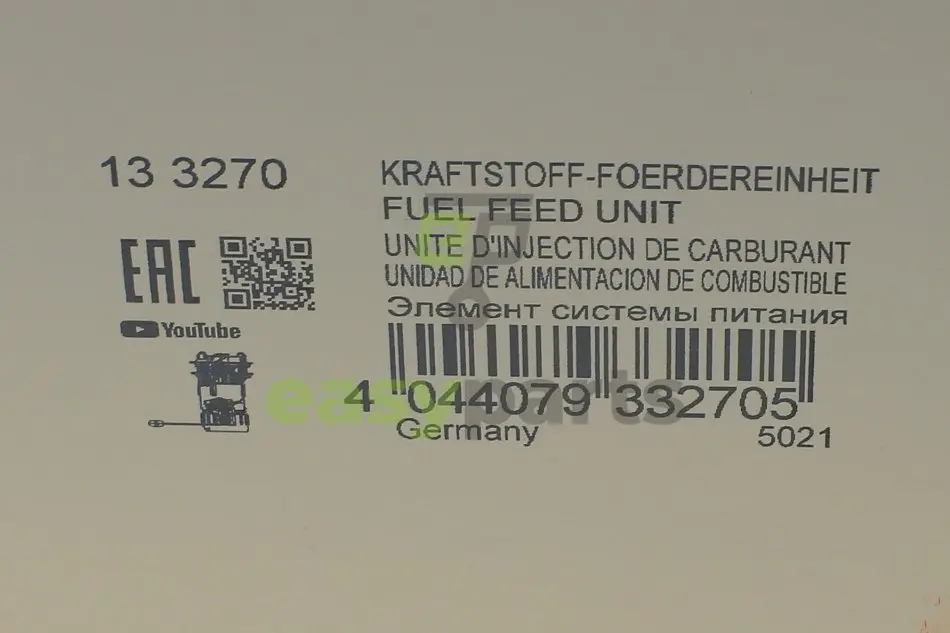 13 3270
KRAFTSTOFF-FOERDEREINHEIT
FUEL FEED UNIT
UNITE D'INJECTION DE CARBURANT
UNIDAD DE ALIMENTACION DE COMBUSTIBLE
Элемент системы питания
EAC
YouTube
4 044079 332705
Germany
5021
easyparts